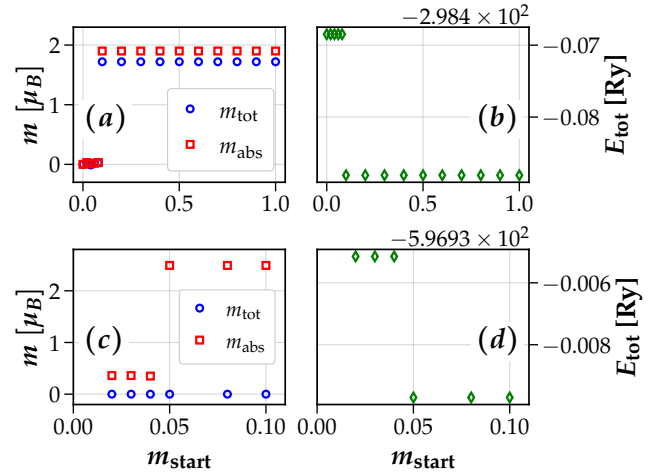 −2.984 × 10²
2
1
0
m [μ_B]
(a)
m_tot
m_abs
0.0 0.5 1.0
(b)
−0.07
−0.08
E_tot [Ry]
0.0 0.5 1.0
−5.9693 × 10²
2
1
0
m [μ_B]
(c)
m_tot
m_abs
0.00 0.05 0.10
m_start
(d)
−0.006
−0.008
E_tot [Ry]
0.00 0.05 0.10
m_start